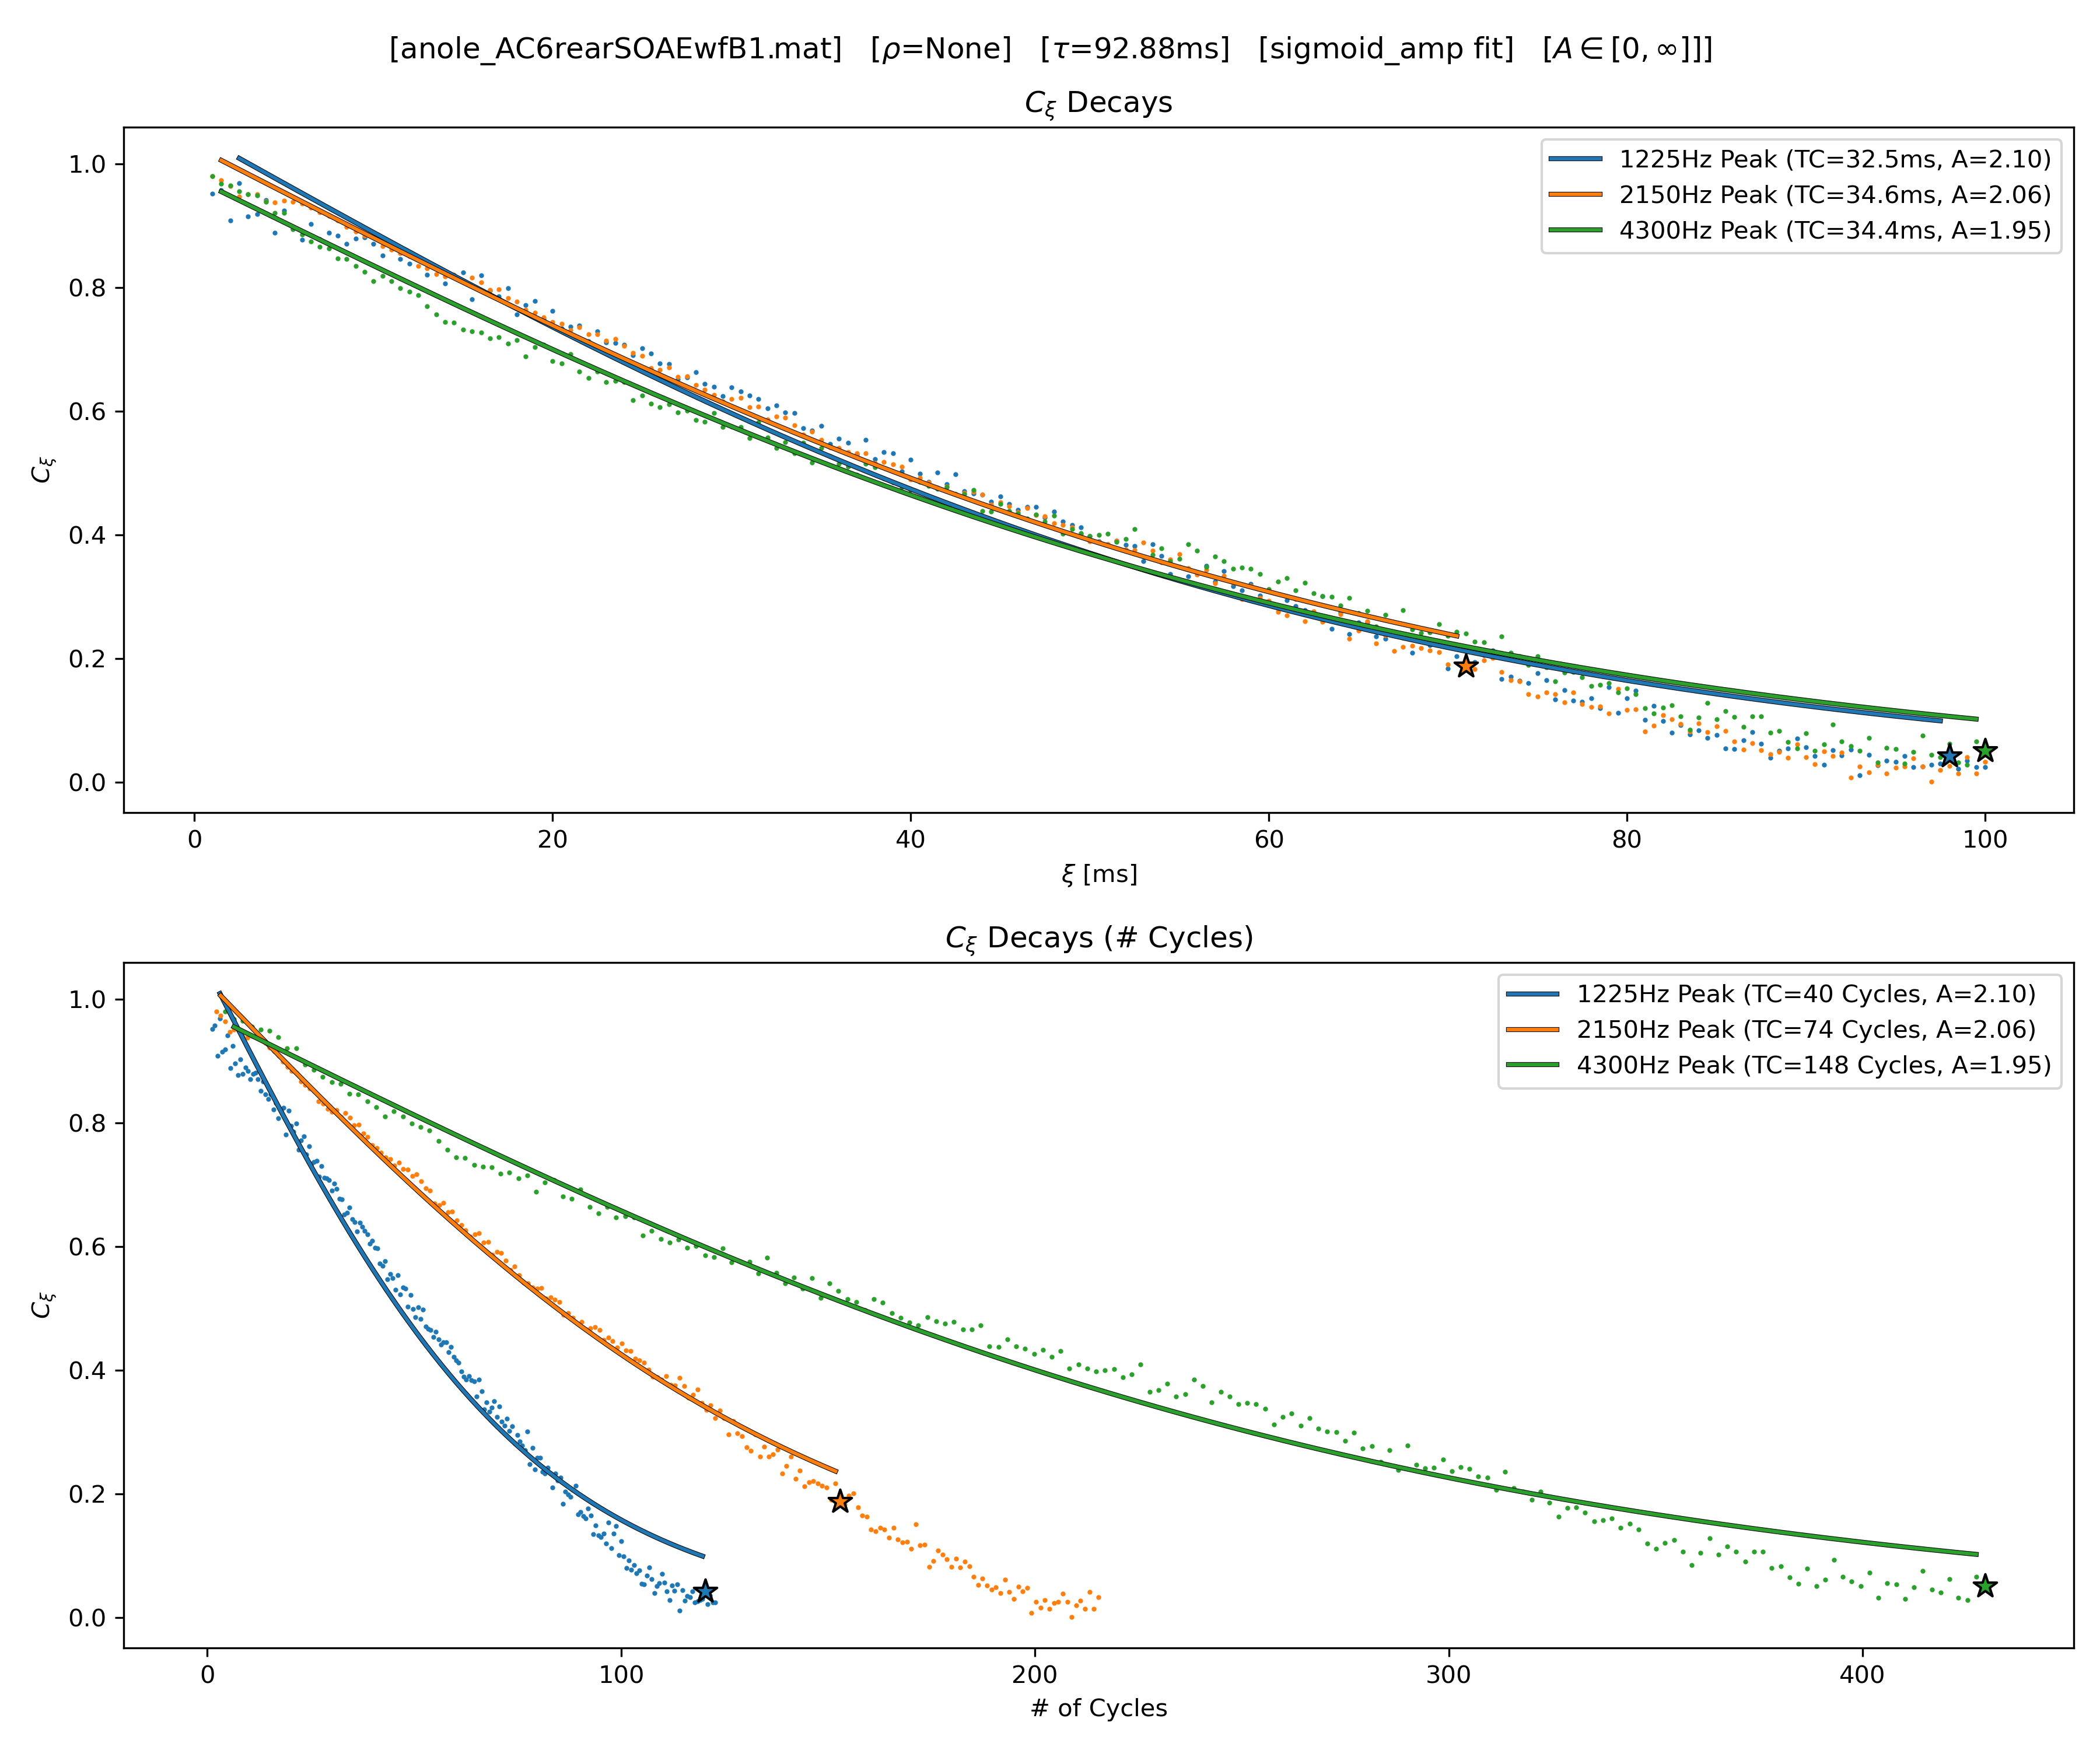 [anole_AC6rearSOAEwfB1.mat] [ρ=None] [τ=92.88ms] [sigmoid_amp fit] [A ∈ [0, ∞]]]
Cξ Decays
1225Hz Peak (TC=32.5ms, A=2.10)
2150Hz Peak (TC=34.6ms, A=2.06)
4300Hz Peak (TC=34.4ms, A=1.95)
1.0
0.8
0.6
0.4
0.2
0.0
Cξ
0 20 40 60 80 100
ξ [ms]
Cξ Decays (# Cycles)
1225Hz Peak (TC=40 Cycles, A=2.10)
2150Hz Peak (TC=74 Cycles, A=2.06)
4300Hz Peak (TC=148 Cycles, A=1.95)
1.0
0.8
0.6
0.4
0.2
0.0
Cξ
0 100 200 300 400
# of Cycles